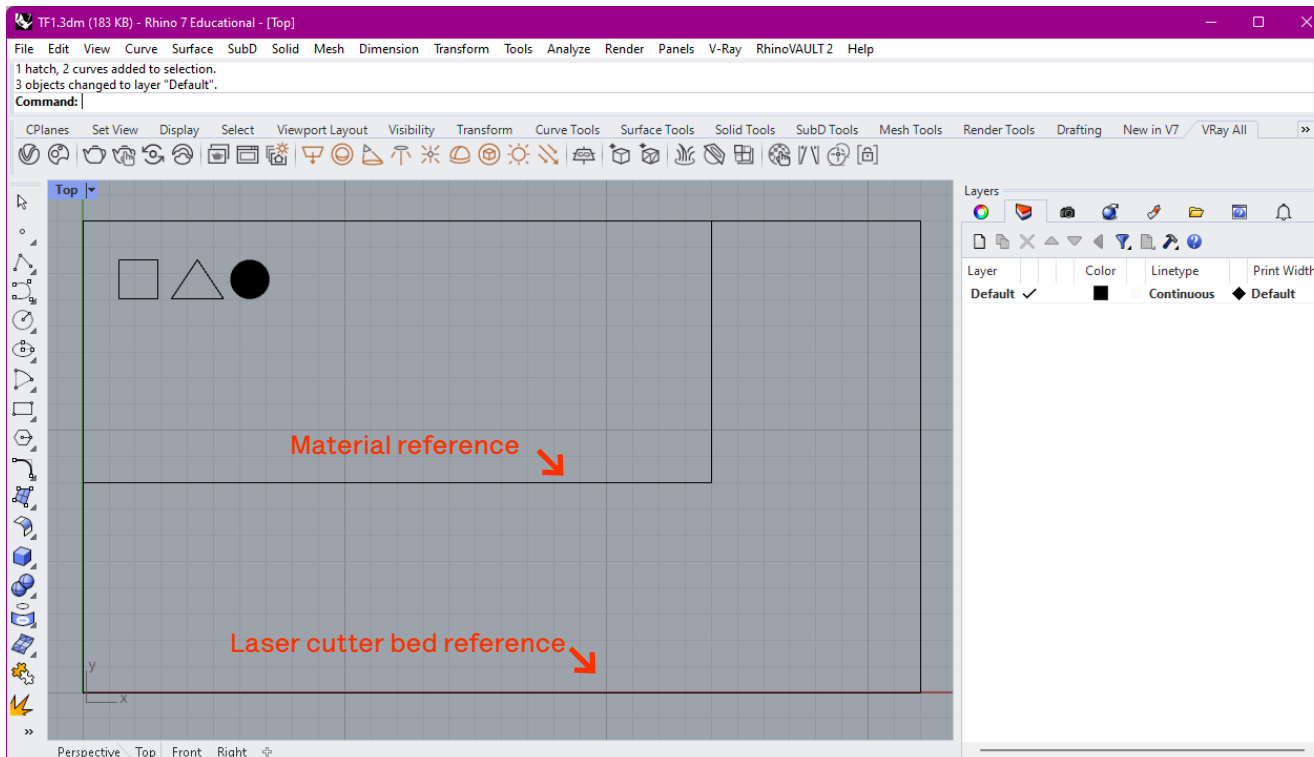 TF1.3dm (183 KB) - Rhino 7 Educational - [Top]
File Edit View Curve Surface SubD Solid Mesh Dimension Transform Tools Analyze Render Panels V-Ray RhinoVAULT 2 Help
1 hatch, 2 curves added to selection.
3 objects changed to layer "Default".
Command:
CPlanes Set View Display Select Viewport Layout Visibility Transform Curve Tools Surface Tools Solid Tools SubD Tools Mesh Tools Render Tools Drafting New in V7 VRay All »
Top
Layers
Layer Color Linetype Print Width
Default Continuous Default
Material reference
Laser cutter bed reference
y
x
»
Perspective Top Front Right